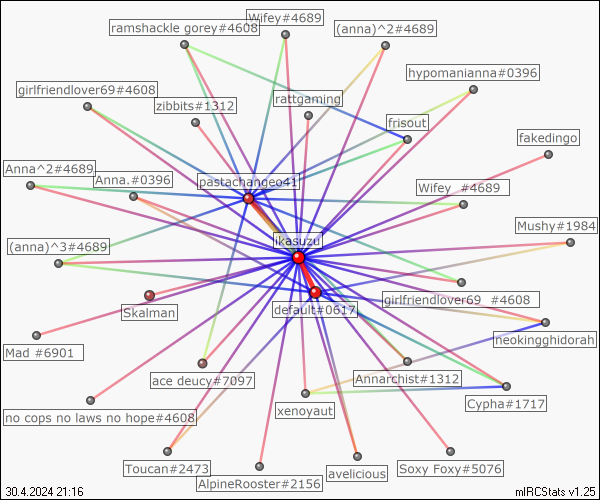 Wifey#4689
ramshackle gorey#4608
(anna)^2#4689
hypomanianna#0396
girlfriendlover69#4608
rattgaming
zibbits#1312
frisout
fakedingo
Anna^2#4689
Anna.#0396
pastachangeo41
Wifey_#4689
Mushy#1984
ikasuzu
(anna)^3#4689
girlfriendlover69_#4608
default#0617
Skalman
neokingghidorah
Mad #6901
ace deucy#7097
Annarchist#1312
Cypha#1717
xenoyaut
no cops no laws no hope#4608
Toucan#2473
avelicious
Soxy Foxy#5076
AlpineRooster#2156
30.4.2024 21:16
mIRCStats v1.25